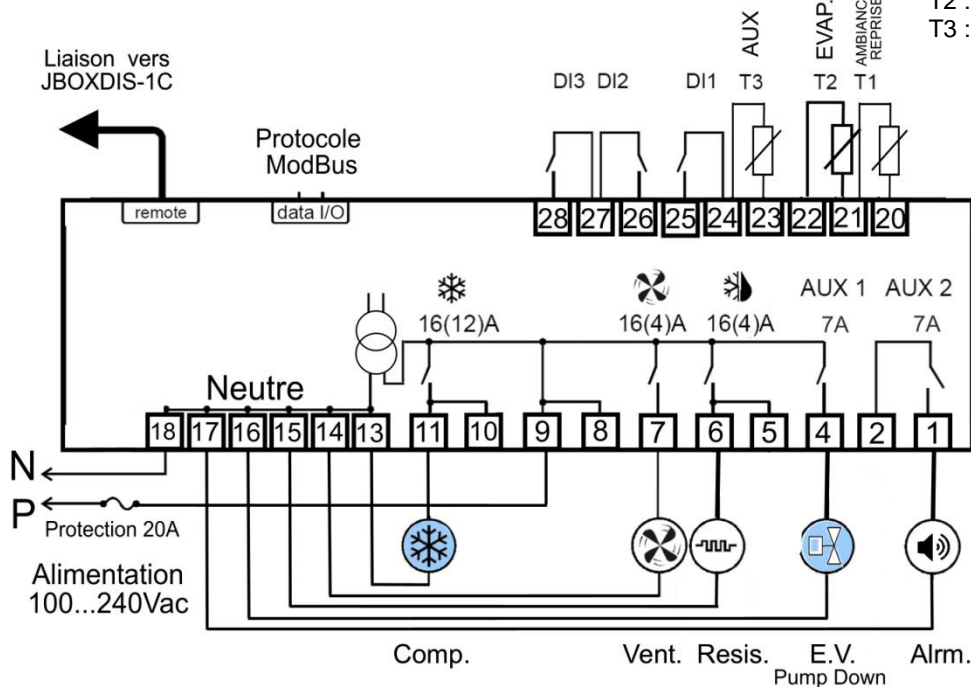 T2 :
T3 :
AUX
EVAP.
AMBIANC
REPRISE
Liaison vers
JBOXDIS-1C
DI3 DI2 DI1 T3 T2 T1
Protocole
ModBus
remote
data I/O
28 27 26 25 24 23 22 21 20
AUX 1 AUX 2
16(12)A 16(4)A 16(4)A 7A 7A
Neutre
18 17 16 15 14 13 11 10 9 8 7 6 5 4 2 1
N
P
Protection 20A
Alimentation
100...240Vac
Comp. Vent. Resis. E.V. Alrm.
Pump Down